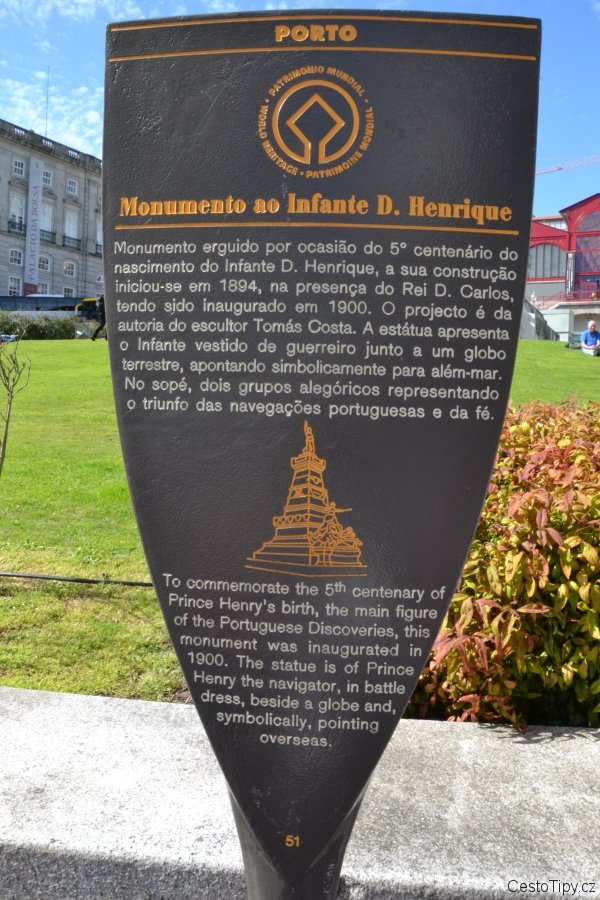 PORTO
PATRIMONIO MUNDIAL
WORLD HERITAGE • PATRIMOINE MONDIAL
Monumento ao Infante D. Henrique
Monumento erguido por ocasião do 5° centenário do
nascimento do Infante D. Henrique, a sua construção
iniciou-se em 1894, na presença do Rei D. Carlos,
tendo sido inaugurado em 1900. O projecto é da
autoria do escultor Tomás Costa. A estátua apresenta
o Infante vestido de guerreiro junto a um globo
terrestre, apontando simbolicamente para além-mar.
No sopé, dois grupos alegóricos representando
o triunfo das navegações portuguesas e da fé.
To commemorate the 5th centenary of
Prince Henry's birth, the main figure
of the Portuguese Discoveries, this
monument was inaugurated in
1900. The statue is of Prince
Henry the navigator, in battle
dress, beside a globe and,
symbolically, pointing
overseas.
51
PALÁCIO DA BOLSA
CestoTipy.cz